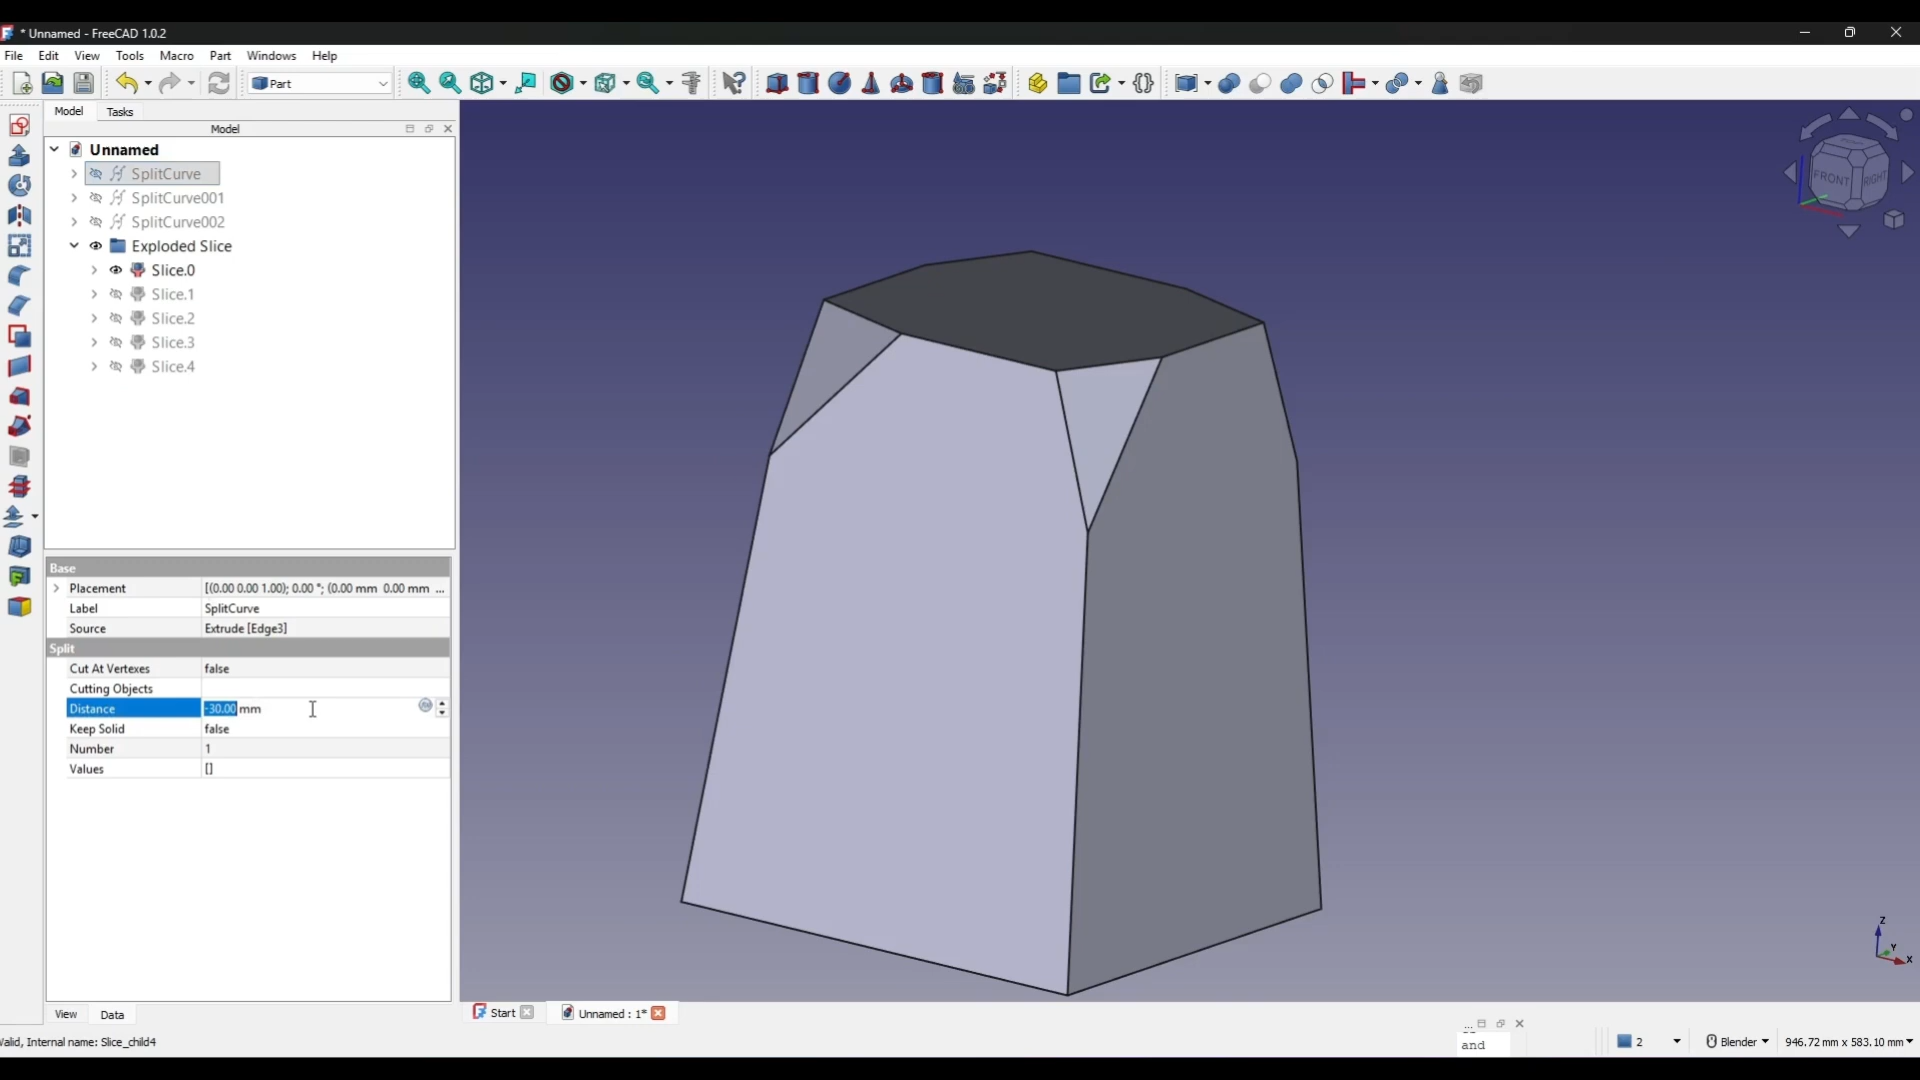 * Unnamed - FreeCAD 1.0.2
File Edit View Tools Macro Part Windows Help
Part
Model Tasks
Model
Unnamed
SplitCurve
SplitCurve001
SplitCurve002
Exploded Slice
Slice.0
Slice.1
Slice.2
Slice.3
Slice.4
FRONT RIGHT
Base
Placement [(0.00 0.00 1.00); 0.00 °; (0.00 mm 0.00 mm ...
Label SplitCurve
Source Extrude [Edge3]
Split
Cut At Vertexes false
Cutting Objects
Distance -30.00 mm
Keep Solid false
Number 1
Values []
Z
Y
X
View Data
Start Unnamed : 1*
alid, Internal name: Slice_child4
...
and
2 Blender 946.72 mm x 583.10 mm